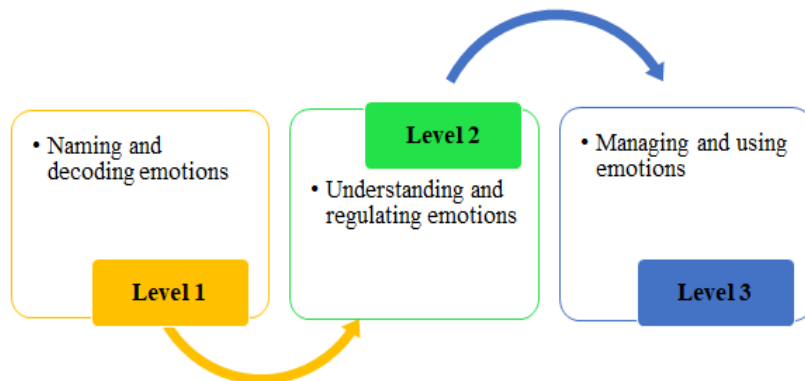 • Naming and
decoding emotions
Level 1
Level 2
• Understanding and
regulating emotions
• Managing and using
emotions
Level 3